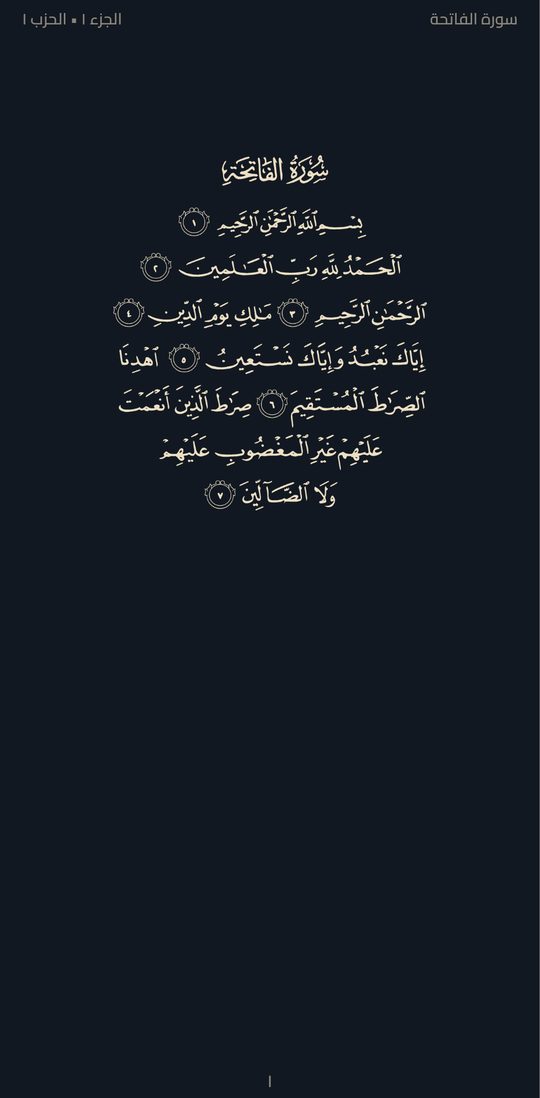 سورة الفاتحة
الجزء ١ • الحزب ١
سُورَةُ الفَاتِحَةِ
بِسْمِ ٱللَّهِ ٱلرَّحْمَٰنِ ٱلرَّحِيمِ ١
ٱلْحَمْدُ لِلَّهِ رَبِّ ٱلْعَٰلَمِينَ ٢
ٱلرَّحْمَٰنِ ٱلرَّحِيمِ ٣ مَٰلِكِ يَوْمِ ٱلدِّينِ ٤
إِيَّاكَ نَعْبُدُ وَإِيَّاكَ نَسْتَعِينُ ٥ ٱهْدِنَا
ٱلصِّرَٰطَ ٱلْمُسْتَقِيمَ ٦ صِرَٰطَ ٱلَّذِينَ أَنْعَمْتَ
عَلَيْهِمْ غَيْرِ ٱلْمَغْضُوبِ عَلَيْهِمْ
وَلَا ٱلضَّآلِّينَ ٧
١